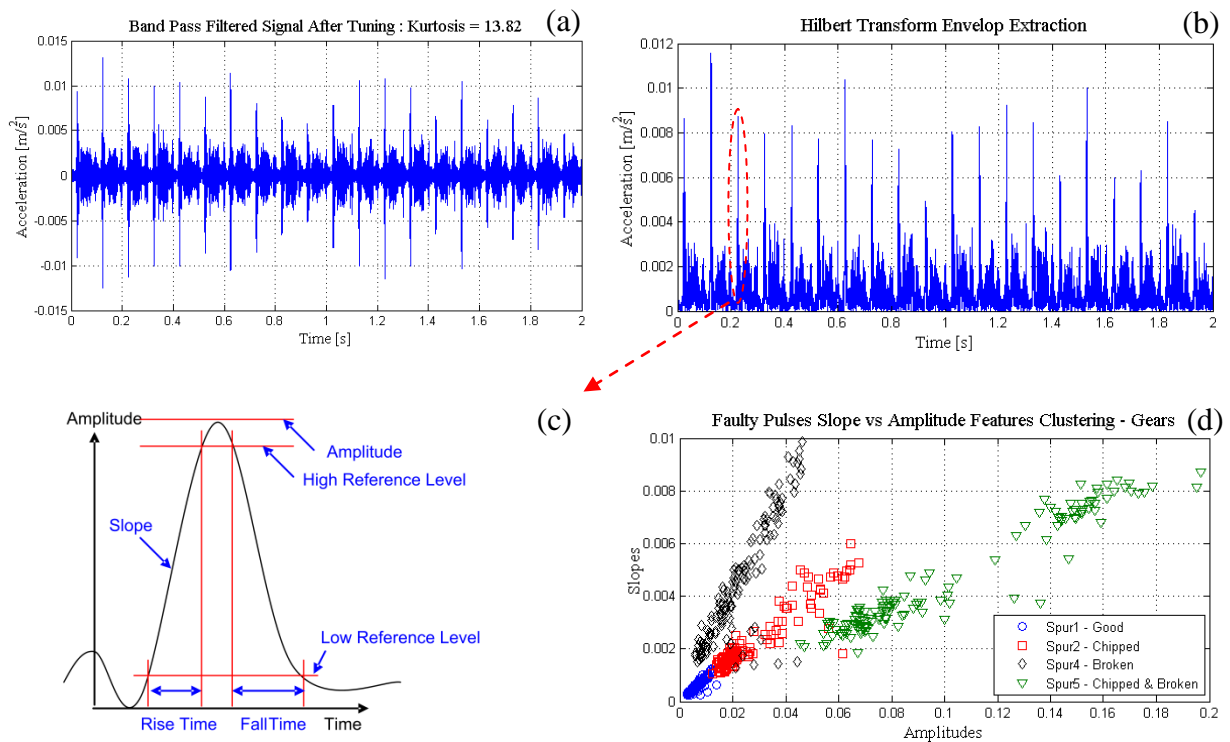 Band Pass Filtered Signal After Tuning : Kurtosis = 13.82
(a)
0.015
0.01
0.005
0
-0.005
-0.01
-0.015
Acceleration [m/s²]
0 0.2 0.4 0.6 0.8 1 1.2 1.4 1.6 1.8 2
Time [s]
Hilbert Transform Envelop Extraction
(b)
0.012
0.01
0.008
0.006
0.004
0.002
0
Acceleration [m/s²]
0 0.2 0.4 0.6 0.8 1 1.2 1.4 1.6 1.8 2
Time [s]
(c)
Amplitude
Amplitude
High Reference Level
Slope
Low Reference Level
Rise Time
FallTime
Time
Faulty Pulses Slope vs Amplitude Features Clustering - Gears
(d)
0.01
0.008
0.006
0.004
0.002
0
Slopes
0 0.02 0.04 0.06 0.08 0.1 0.12 0.14 0.16 0.18 0.2
Amplitudes
Spur1 - Good
Spur2 - Chipped
Spur4 - Broken
Spur5 - Chipped & Broken